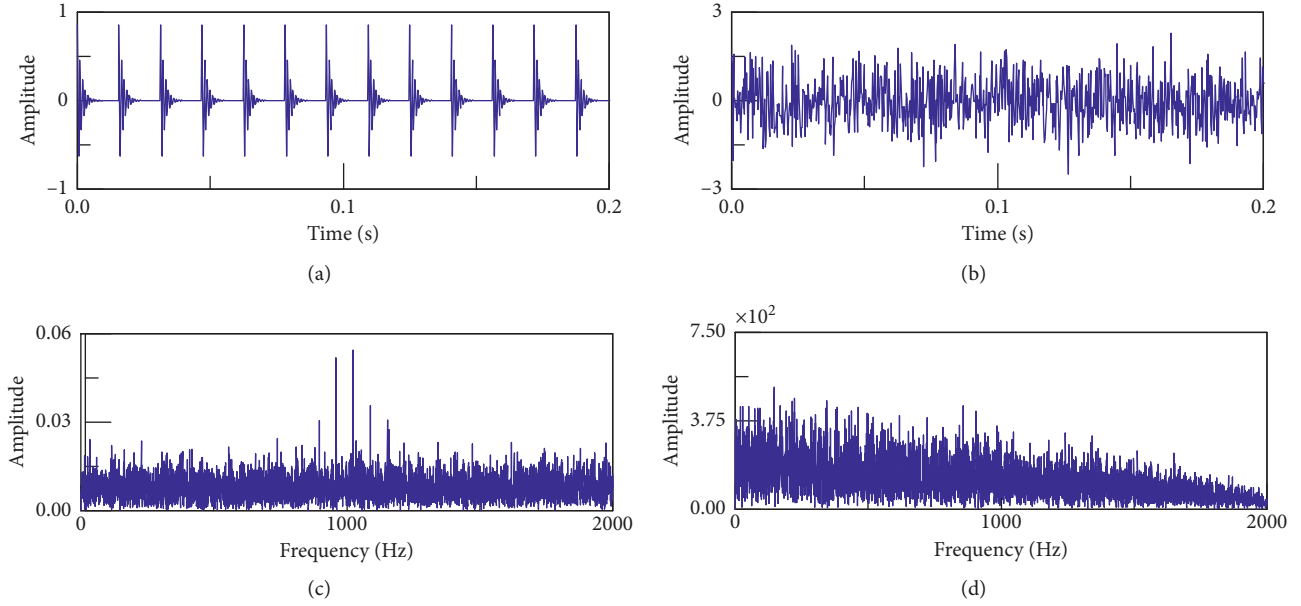 1
0
−1
Amplitude
0.0
0.1
0.2
Time (s)
(a)
3
0
−3
Amplitude
0.0
0.1
0.2
Time (s)
(b)
0.06
0.03
0.00
Amplitude
0
1000
2000
Frequency (Hz)
(c)
×10²
7.50
3.75
0.00
Amplitude
0
1000
2000
Frequency (Hz)
(d)